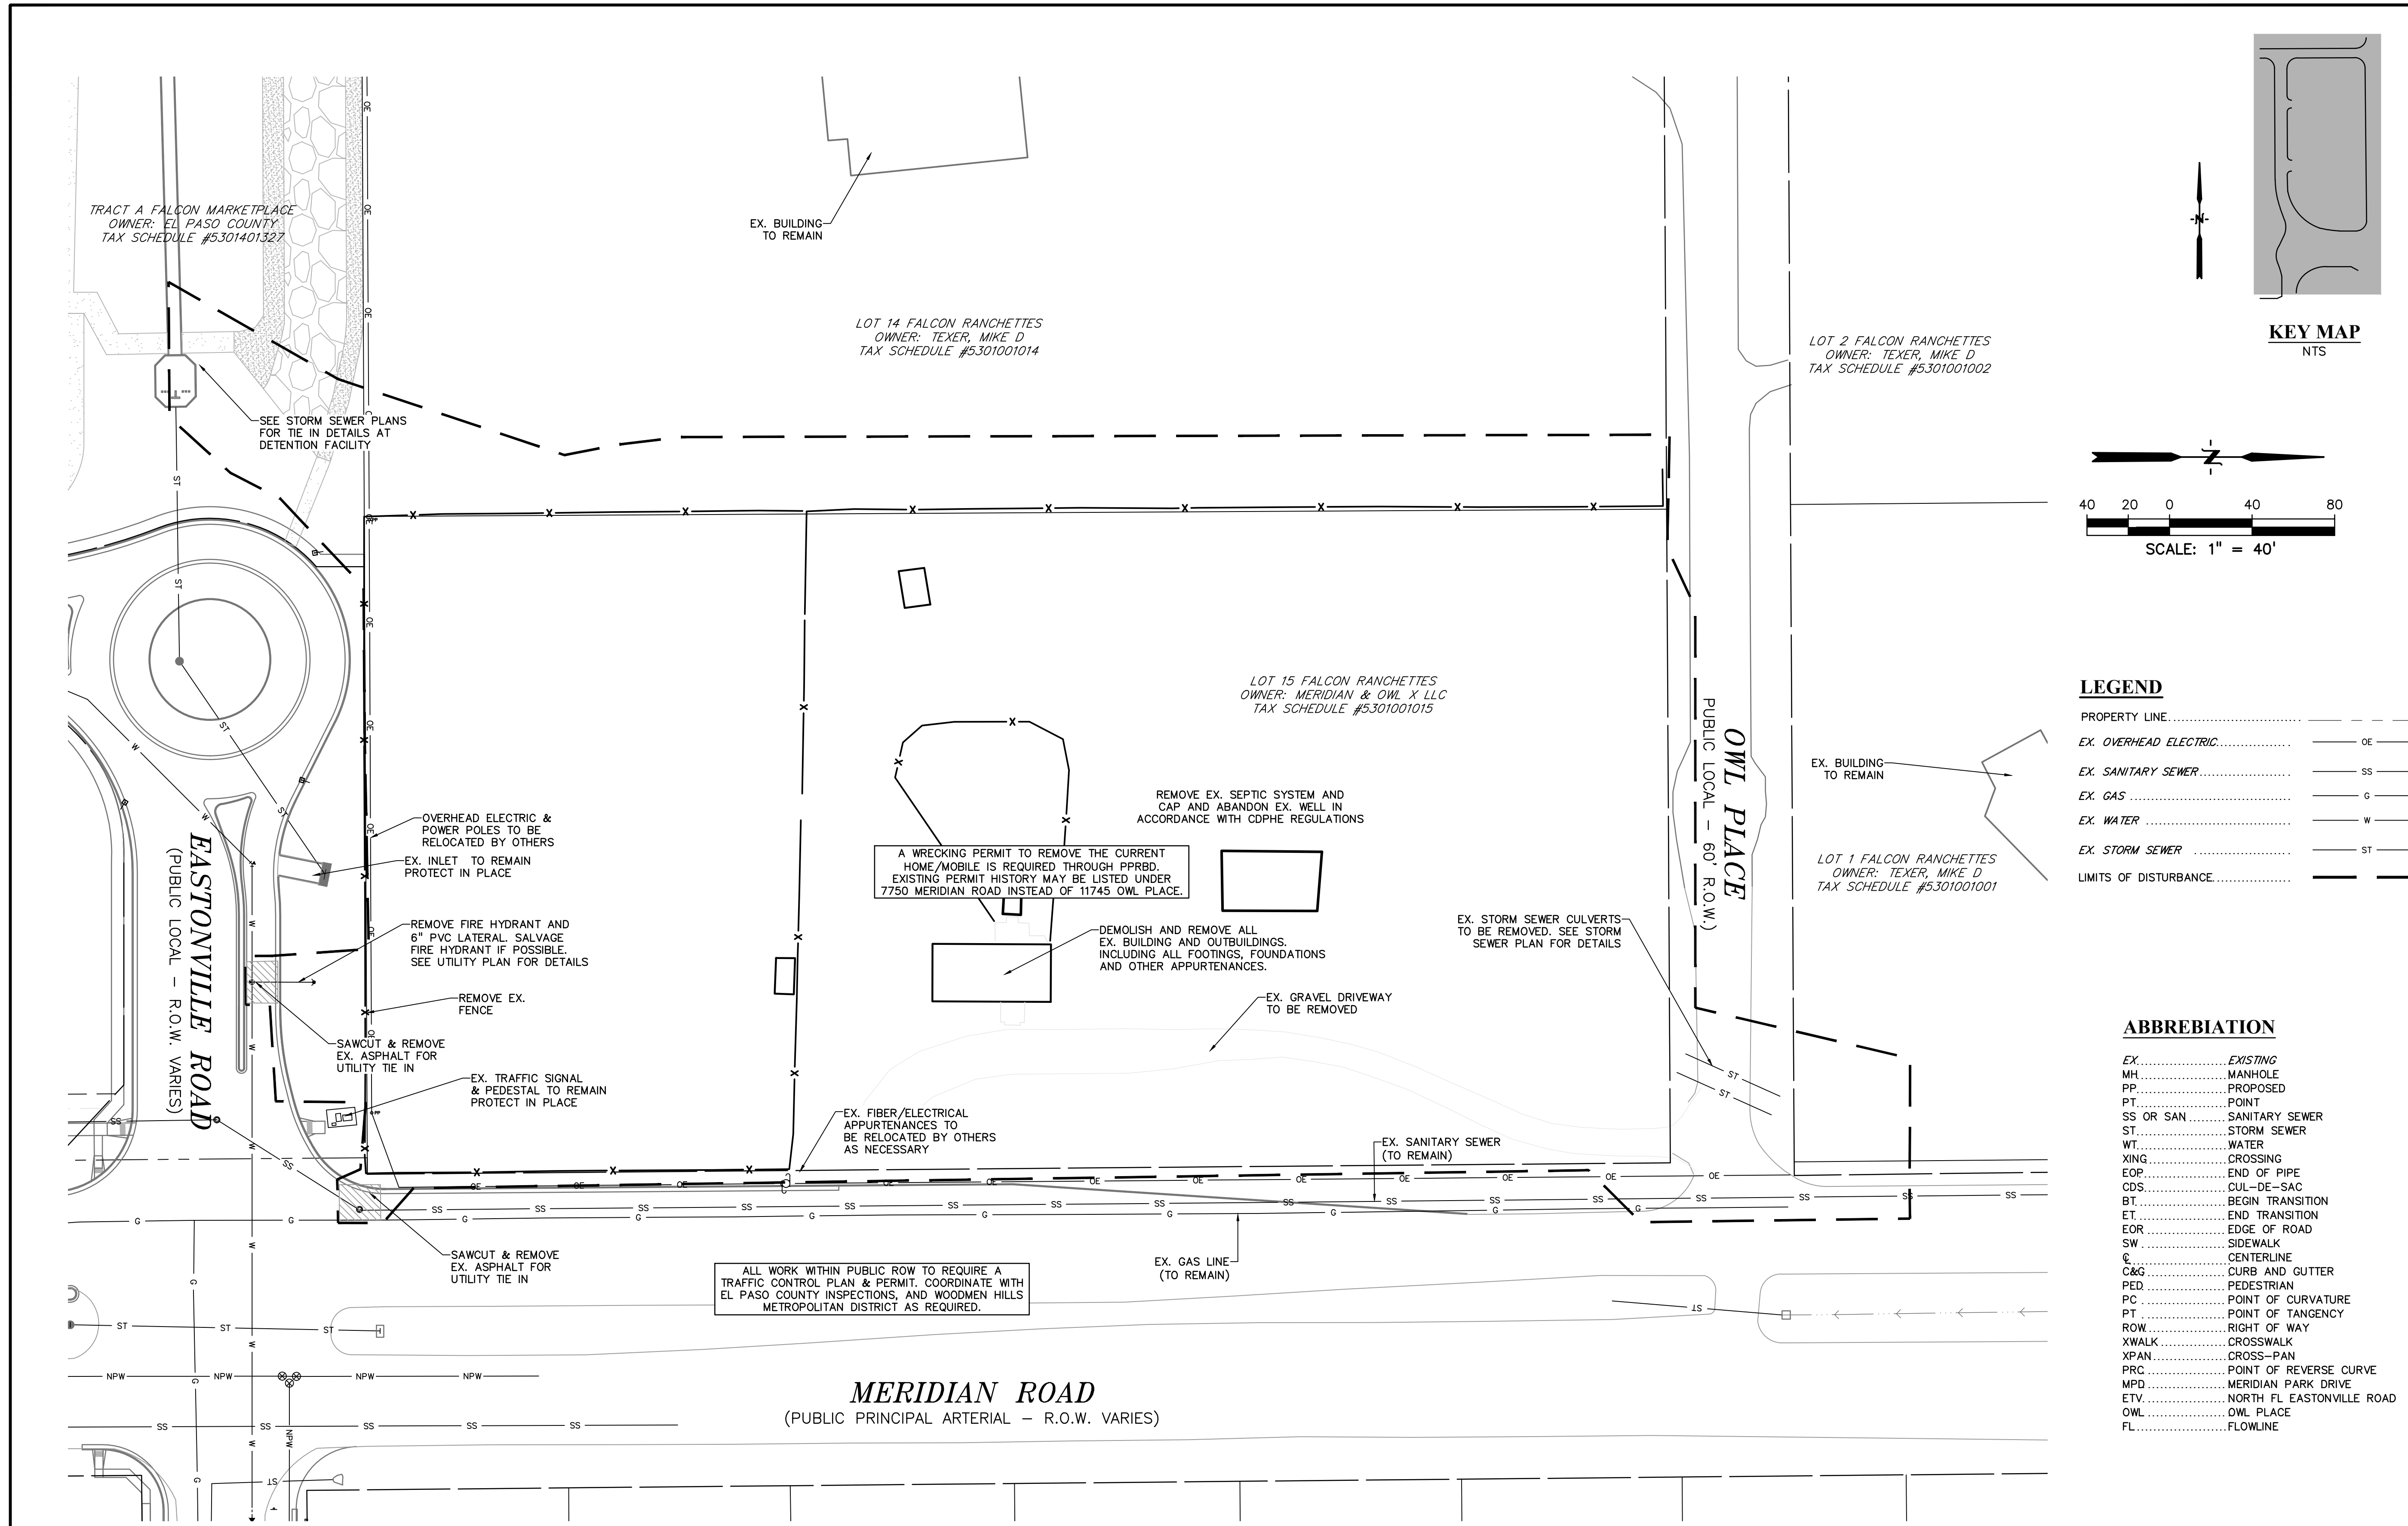 TRACT A FALCON MARKETPLACE
OWNER: EL PASO COUNTY
TAX SCHEDULE #5301401327
EX. BUILDING
TO REMAIN
LOT 14 FALCON RANCHETTES
OWNER: TEXER, MIKE D
TAX SCHEDULE #5301001014
LOT 2 FALCON RANCHETTES
OWNER: TEXER, MIKE D
TAX SCHEDULE #5301001002
SEE STORM SEWER PLANS
FOR TIE IN DETAILS AT
DETENTION FACILITY
LOT 15 FALCON RANCHETTES
OWNER: MERIDIAN & OWL X LLC
TAX SCHEDULE #5301001015
REMOVE EX. SEPTIC SYSTEM AND
CAP AND ABANDON EX. WELL IN
ACCORDANCE WITH CDPHE REGULATIONS
A WRECKING PERMIT TO REMOVE THE CURRENT
HOME/MOBILE IS REQUIRED THROUGH PPRBD.
EXISTING PERMIT HISTORY MAY BE LISTED UNDER
7750 MERIDIAN ROAD INSTEAD OF 11745 OWL PLACE.
OWL PLACE
PUBLIC LOCAL - 60' R.O.W.)
EX. BUILDING
TO REMAIN
LOT 1 FALCON RANCHETTES
OWNER: TEXER, MIKE D
TAX SCHEDULE #5301001001
OVERHEAD ELECTRIC &
POWER POLES TO BE
RELOCATED BY OTHERS
EX. INLET TO REMAIN
PROTECT IN PLACE
REMOVE FIRE HYDRANT AND
6" PVC LATERAL. SALVAGE
FIRE HYDRANT IF POSSIBLE.
SEE UTILITY PLAN FOR DETAILS
REMOVE EX.
FENCE
SAWCUT & REMOVE
EX. ASPHALT FOR
UTILITY TIE IN
EX. TRAFFIC SIGNAL
& PEDESTAL TO REMAIN
PROTECT IN PLACE
EASTONVILLE ROAD
(PUBLIC LOCAL - R.O.W. VARIES)
DEMOLISH AND REMOVE ALL
EX. BUILDING AND OUTBUILDINGS.
INCLUDING ALL FOOTINGS, FOUNDATIONS
AND OTHER APPURTENANCES.
EX. STORM SEWER CULVERTS
TO BE REMOVED. SEE STORM
SEWER PLAN FOR DETAILS
EX. GRAVEL DRIVEWAY
TO BE REMOVED
EX. FIBER/ELECTRICAL
APPURTENANCES TO
BE RELOCATED BY OTHERS
AS NECESSARY
EX. SANITARY SEWER
(TO REMAIN)
SAWCUT & REMOVE
EX. ASPHALT FOR
UTILITY TIE IN
ALL WORK WITHIN PUBLIC ROW TO REQUIRE A
TRAFFIC CONTROL PLAN & PERMIT. COORDINATE WITH
EL PASO COUNTY INSPECTIONS, AND WOODMEN HILLS
METROPOLITAN DISTRICT AS REQUIRED.
EX. GAS LINE
(TO REMAIN)
MERIDIAN ROAD
(PUBLIC PRINCIPAL ARTERIAL - R.O.W. VARIES)
N
KEY MAP
NTS
N
40 20 0 40 80
SCALE: 1" = 40'
LEGEND
PROPERTY LINE
EX. OVERHEAD ELECTRIC OE
EX. SANITARY SEWER SS
EX. GAS G
EX. WATER W
EX. STORM SEWER ST
LIMITS OF DISTURBANCE
ABBREBIATION
EX. EXISTING
MH MANHOLE
PP PROPOSED
PT POINT
SS OR SAN SANITARY SEWER
ST STORM SEWER
WT WATER
XING CROSSING
EOP END OF PIPE
CDS CUL-DE-SAC
BT BEGIN TRANSITION
ET END TRANSITION
EOR EDGE OF ROAD
SW SIDEWALK
℄ CENTERLINE
C&G CURB AND GUTTER
PED PEDESTRIAN
PC POINT OF CURVATURE
PT POINT OF TANGENCY
ROW RIGHT OF WAY
XWALK CROSSWALK
XPAN CROSS-PAN
PRC POINT OF REVERSE CURVE
MPD MERIDIAN PARK DRIVE
ETV NORTH FL EASTONVILLE ROAD
OWL OWL PLACE
FL FLOWLINE